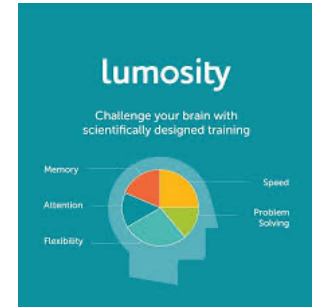 lumosity
Challenge your brain with
scientifically designed training
Memory
Attention
Flexibility
Speed
Problem
Solving